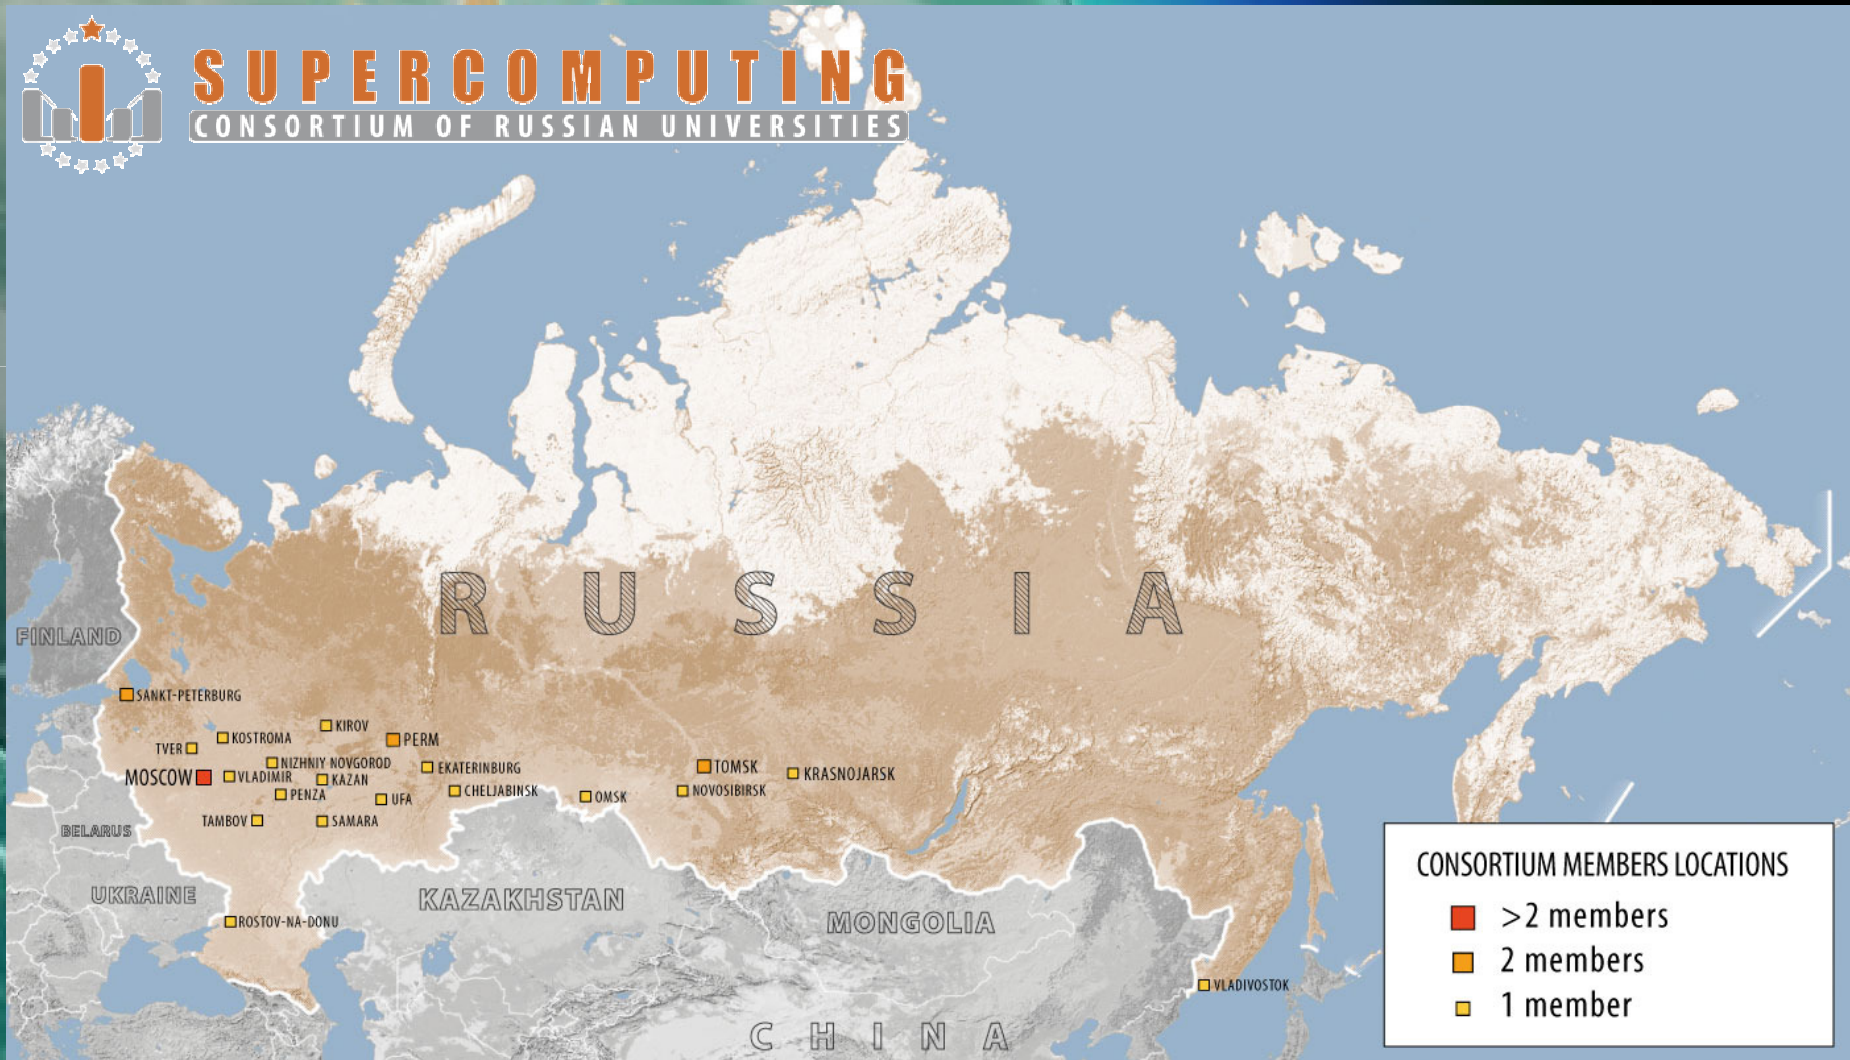 SUPERCOMPUTING
CONSORTIUM OF RUSSIAN UNIVERSITIES
RUSSIA
FINLAND
SANKT-PETERBURG
KIROV
KOSTROMA
PERM
TVER
NIZHNIY NOVGOROD
EKATERINBURG
TOMSK
KRASNOJARSK
MOSCOW
VLADIMIR
KAZAN
CHELJABINSK
NOVOSIBIRSK
PENZA
UFA
OMSK
TAMBOV
SAMARA
BELARUS
UKRAINE
KAZAKHSTAN
MONGOLIA
ROSTOV-NA-DONU
VLADIVOSTOK
CHINA
CONSORTIUM MEMBERS LOCATIONS
>2 members
2 members
1 member